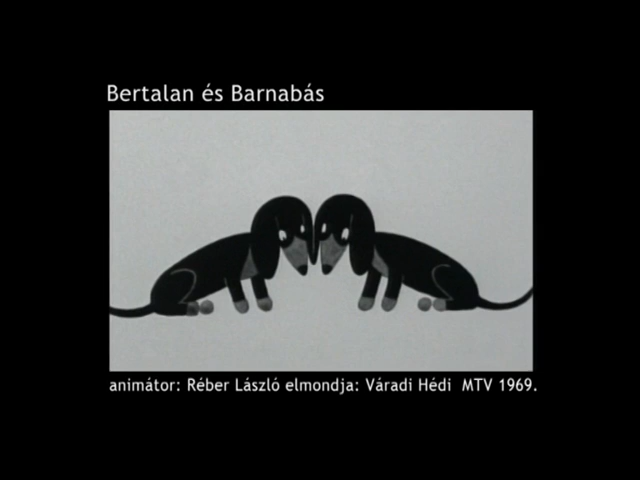 Bertalan és Barnabás
animátor: Réber László elmondja: Váradi Hédi  MTV 1969.